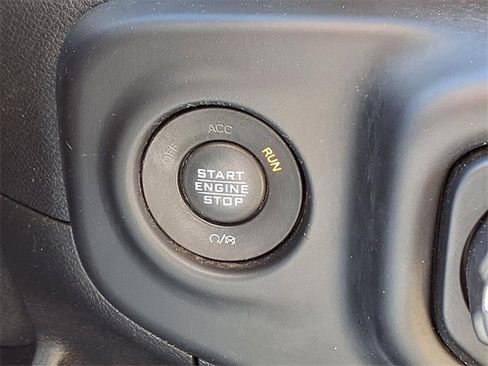 OFF
ACC
RUN
START
ENGINE
STOP